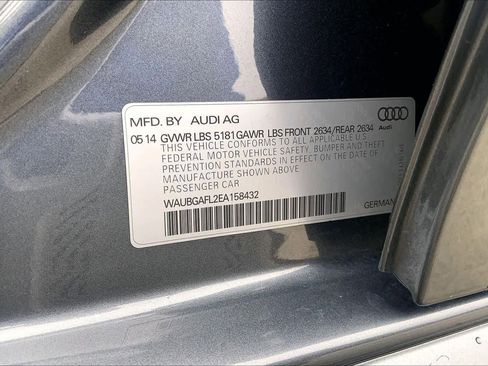 MFD. BY AUDI AG
05 14 GVWR LBS 5181 GAWR LBS FRONT 2634/REAR 2634
THIS VEHICLE CONFORMS TO ALL APPLICABLE U.S.
FEDERAL MOTOR VEHICLE SAFETY, BUMPER AND THEFT
PREVENTION STANDARDS IN EFFECT ON THE DATE OF
MANUFACTURE SHOWN ABOVE
PASSENGER CAR
WAUBGAFL2EA158432
Audi
GERMAN